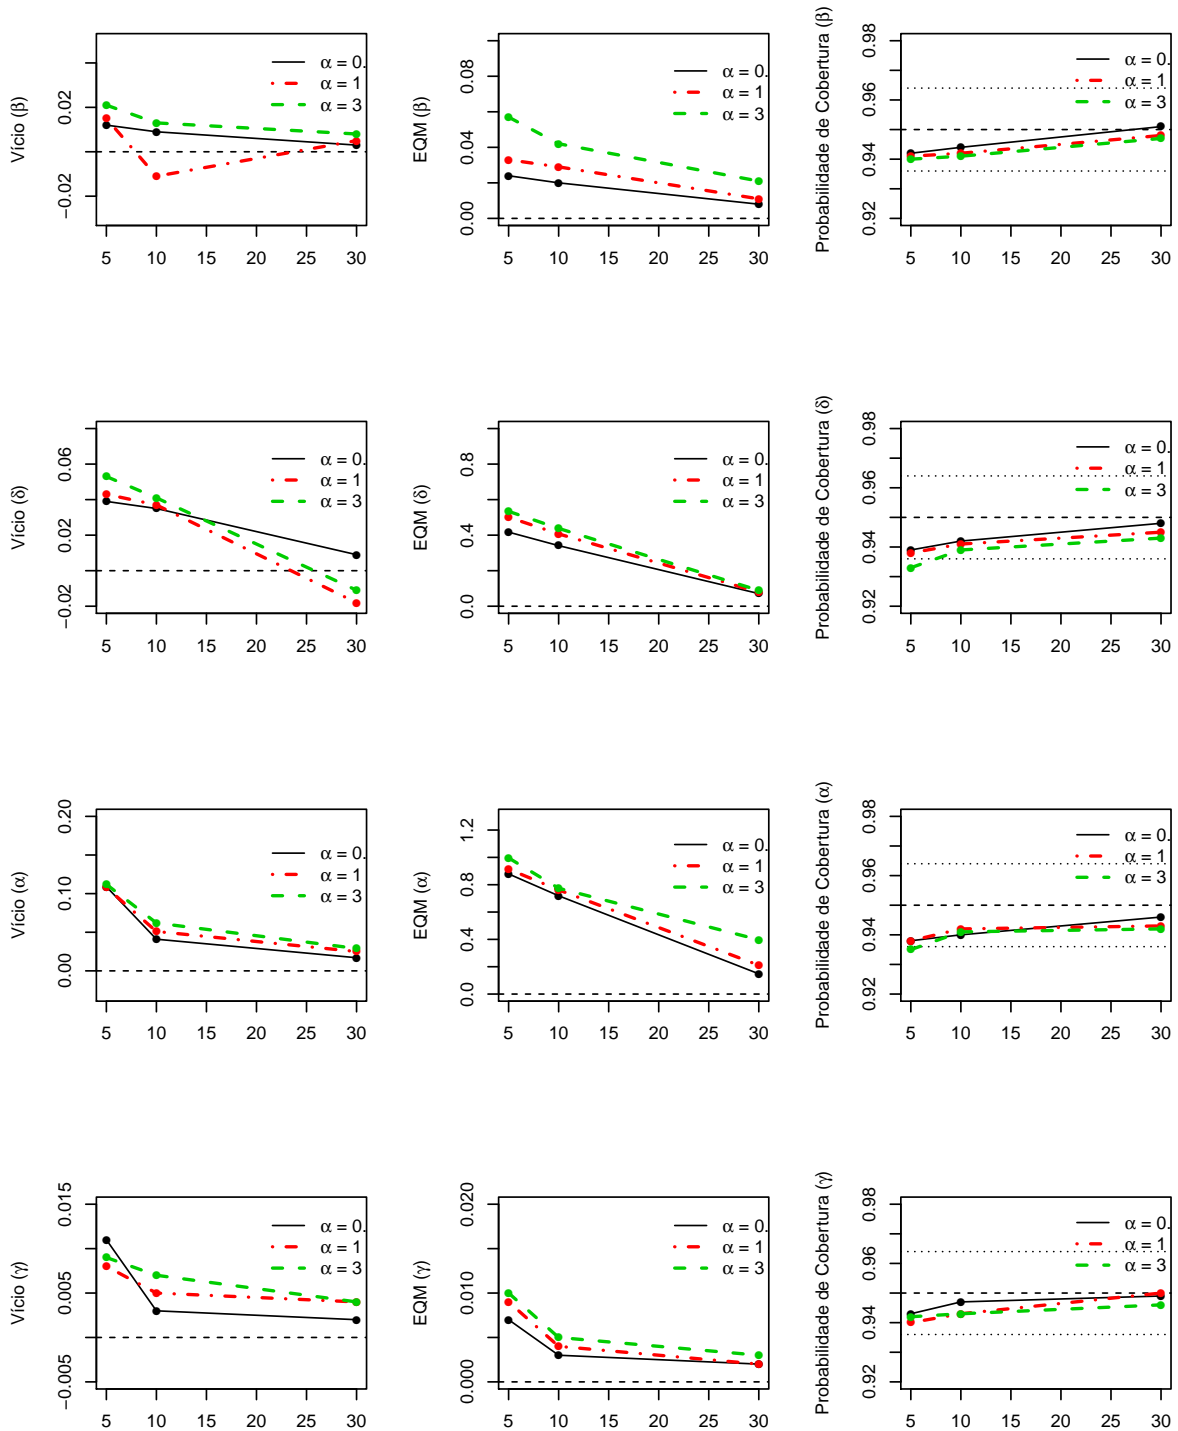 Vício (β)
−0.02 0.02
α = 0.
α = 1
α = 3
5 10 15 20 25 30
EQM (β)
0.00 0.04 0.08
α = 0.
α = 1
α = 3
5 10 15 20 25 30
Probabilidade de Cobertura (β)
0.92 0.94 0.96 0.98
α = 0.
α = 1
α = 3
5 10 15 20 25 30
Vício (δ)
−0.02 0.02 0.06
α = 0.
α = 1
α = 3
5 10 15 20 25 30
EQM (δ)
0.0 0.4 0.8
α = 0.
α = 1
α = 3
5 10 15 20 25 30
Probabilidade de Cobertura (δ)
0.92 0.94 0.96 0.98
α = 0.
α = 1
α = 3
5 10 15 20 25 30
Vício (α)
0.00 0.10 0.20
α = 0.
α = 1
α = 3
5 10 15 20 25 30
EQM (α)
0.0 0.4 0.8 1.2
α = 0.
α = 1
α = 3
5 10 15 20 25 30
Probabilidade de Cobertura (α)
0.92 0.94 0.96 0.98
α = 0.
α = 1
α = 3
5 10 15 20 25 30
Vício (γ)
−0.005 0.005 0.015
α = 0.
α = 1
α = 3
5 10 15 20 25 30
EQM (γ)
0.000 0.010 0.020
α = 0.
α = 1
α = 3
5 10 15 20 25 30
Probabilidade de Cobertura (γ)
0.92 0.94 0.96 0.98
α = 0.
α = 1
α = 3
5 10 15 20 25 30